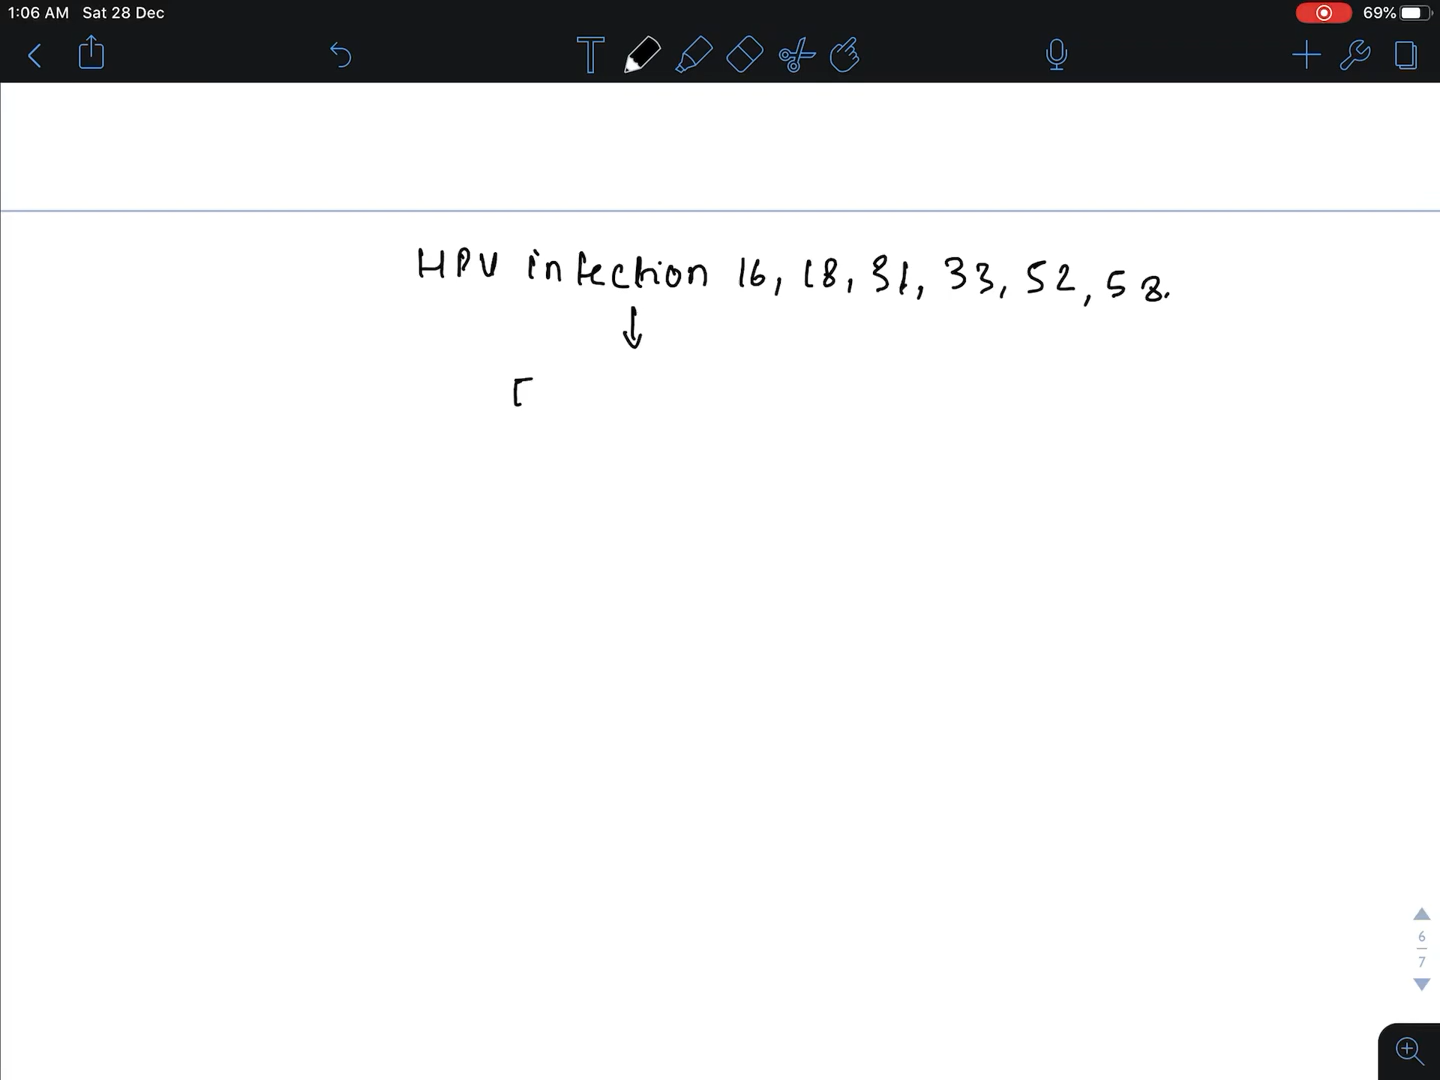 1:06 AM Sat 28 Dec
69%
T
HPV infection 16, 18, 31, 33, 52, 58.
↓
[
6
7